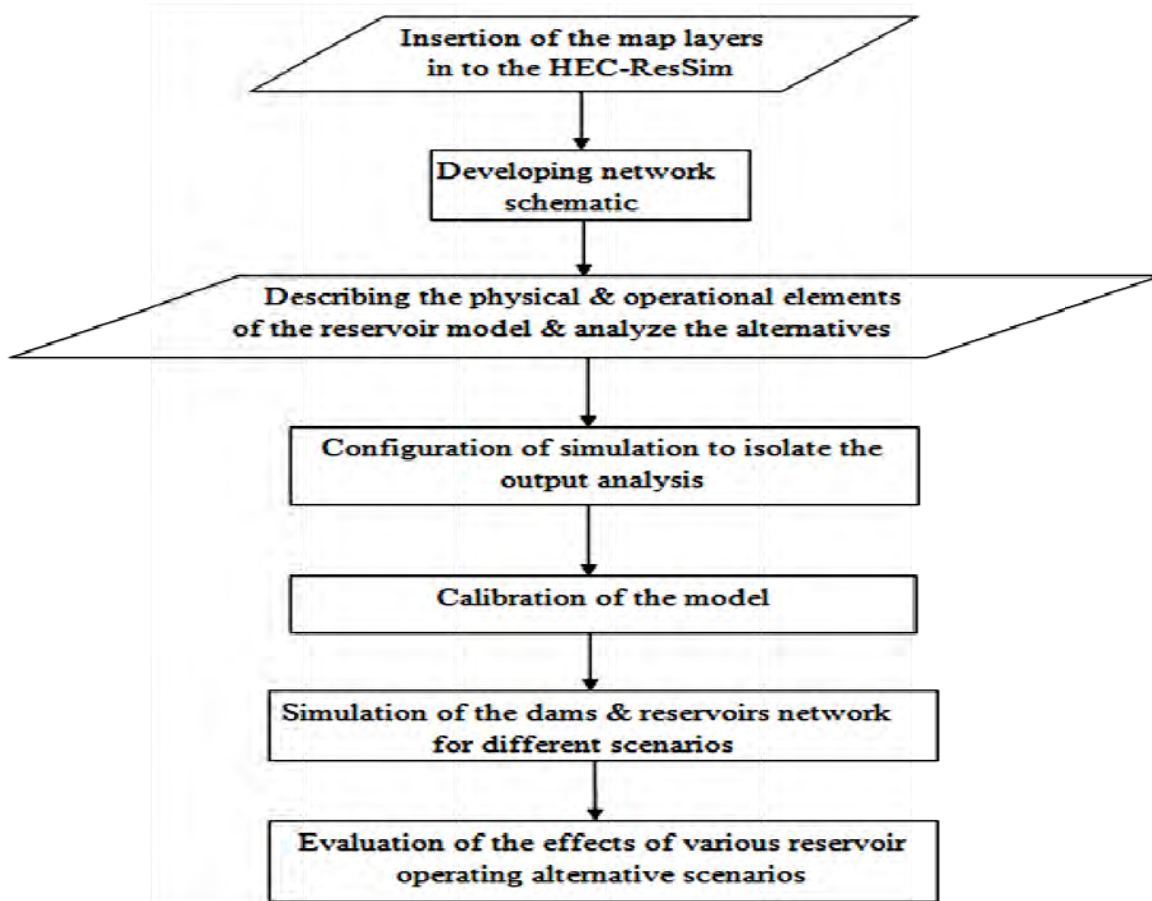 Insertion of the map layers
in to the HEC-ResSim
Developing network
schematic
Describing the physical & operational elements
of the reservoir model & analyze the alternatives
Configuration of simulation to isolate the
output analysis
Calibration of the model
Simulation of the dams & reservoirs network
for different scenarios
Evaluation of the effects of various reservoir
operating alternative scenarios